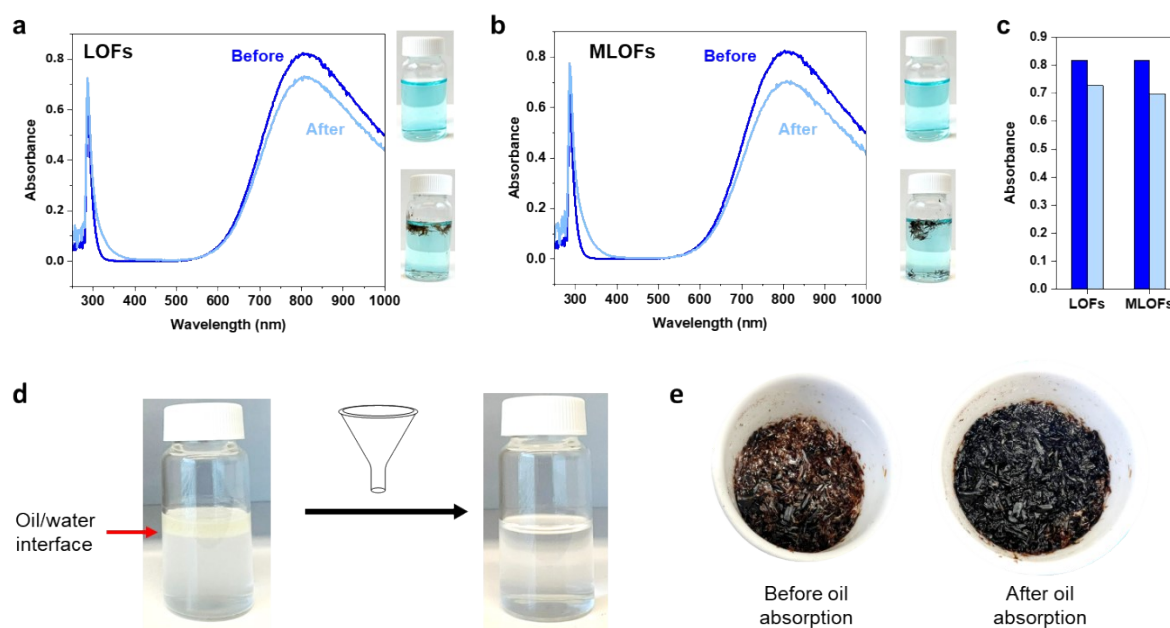 a
LOFs
Before
After
Absorbance
0.8
0.6
0.4
0.2
0.0
300 400 500 600 700 800 900 1000
Wavelength (nm)
b
MLOFs
Before
After
Absorbance
0.8
0.6
0.4
0.2
0.0
300 400 500 600 700 800 900 1000
Wavelength (nm)
c
Absorbance
0.9
0.8
0.7
0.6
0.5
0.4
0.3
0.2
0.1
0.0
LOFs MLOFs
d
Oil/water
interface
e
Before oil
absorption
After oil
absorption